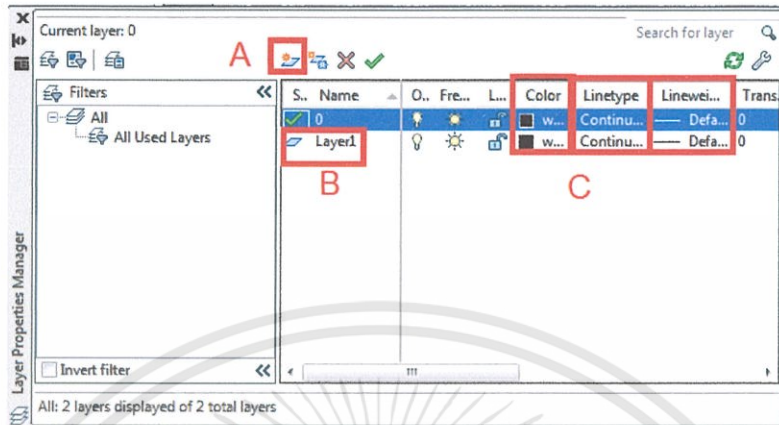 Current layer: 0
Search for layer
A
Filters
All
All Used Layers
S.. Name O.. Fre... L... Color Linetype Linewei... Trans
0 w... Continu... Defa... 0
Layer1 w... Continu... Defa... 0
B
C
Invert filter
Layer Properties Manager
All: 2 layers displayed of 2 total layers